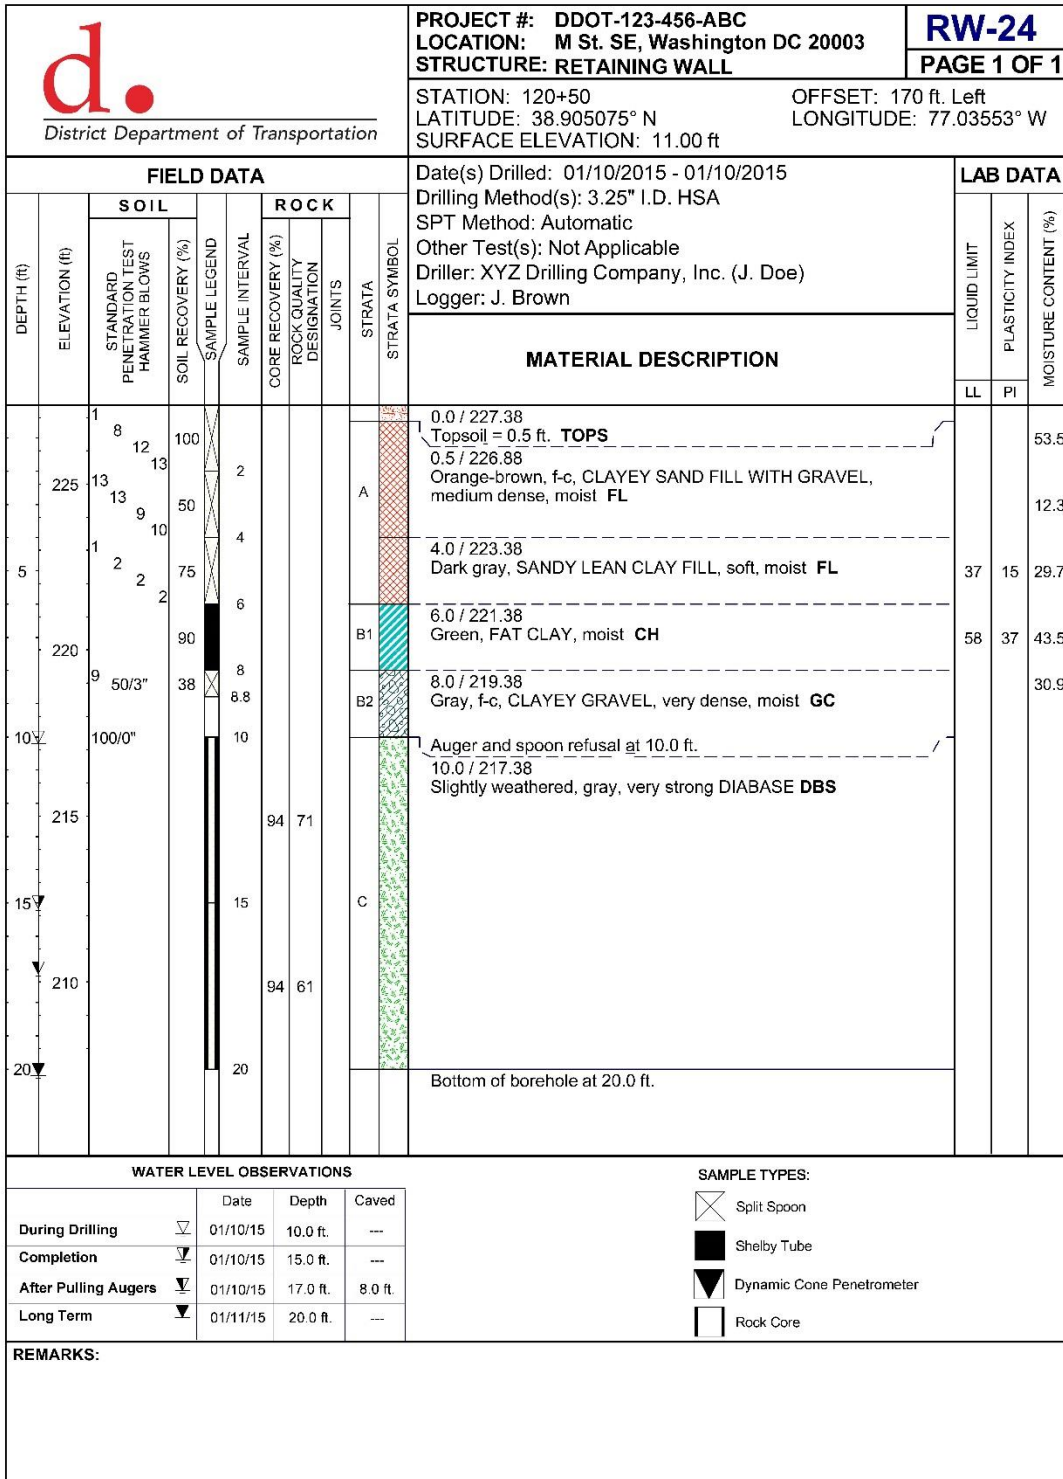 d.
District Department of Transportation
PROJECT #: DDOT-123-456-ABC
LOCATION: M St. SE, Washington DC 20003
STRUCTURE: RETAINING WALL
RW-24
PAGE 1 OF 1
STATION: 120+50 OFFSET: 170 ft. Left
LATITUDE: 38.905075° N LONGITUDE: 77.03553° W
SURFACE ELEVATION: 11.00 ft
FIELD DATA
SOIL ROCK
DEPTH (ft)
ELEVATION (ft)
STANDARD
PENETRATION TEST
HAMMER BLOWS
SOIL RECOVERY (%)
SAMPLE LEGEND
SAMPLE INTERVAL
CORE RECOVERY (%)
ROCK QUALITY
DESIGNATION
JOINTS
STRATA
STRATA SYMBOL
Date(s) Drilled: 01/10/2015 - 01/10/2015
Drilling Method(s): 3.25" I.D. HSA
SPT Method: Automatic
Other Test(s): Not Applicable
Driller: XYZ Drilling Company, Inc. (J. Doe)
Logger: J. Brown
MATERIAL DESCRIPTION
LAB DATA
LIQUID LIMIT
PLASTICITY INDEX
MOISTURE CONTENT (%)
LL PI
1
8
12
13
100
2
0.0 / 227.38
Topsoil = 0.5 ft. TOPS
53.5
0.5 / 226.88
Orange-brown, f-c, CLAYEY SAND FILL WITH GRAVEL,
medium dense, moist FL
225
13
13
9
10
50
4
A
12.3
4.0 / 223.38
Dark gray, SANDY LEAN CLAY FILL, soft, moist FL
5
1
2
2
2
75
6
37 15 29.7
6.0 / 221.38
Green, FAT CLAY, moist CH
220
90
8
B1
58 37 43.5
8.0 / 219.38
Gray, f-c, CLAYEY GRAVEL, very dense, moist GC
9
50/3"
38
8.8
B2
30.9
10
100/0"
10
Auger and spoon refusal at 10.0 ft.
10.0 / 217.38
Slightly weathered, gray, very strong DIABASE DBS
215
94 71
15
15
C
210
94 61
20
20
Bottom of borehole at 20.0 ft.
WATER LEVEL OBSERVATIONS
Date Depth Caved
During Drilling 01/10/15 10.0 ft. ---
Completion 01/10/15 15.0 ft. ---
After Pulling Augers 01/10/15 17.0 ft. 8.0 ft.
Long Term 01/11/15 20.0 ft. ---
SAMPLE TYPES:
Split Spoon
Shelby Tube
Dynamic Cone Penetrometer
Rock Core
REMARKS: